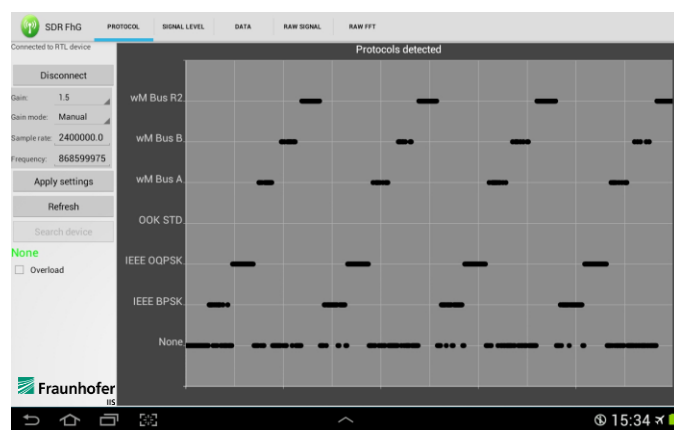 SDR FhG
PROTOCOL
SIGNAL LEVEL
DATA
RAW SIGNAL
RAW FFT
Connected to RTL device
Disconnect
Gain: 1.5
Gain mode: Manual
Sample rate: 2400000.0
Frequency: 868599975
Apply settings
Refresh
Search device
None
Overload
Fraunhofer
IIS
Protocols detected
wM Bus R2
wM Bus B
wM Bus A
OOK STD
IEEE OQPSK
IEEE BPSK
None
15:34